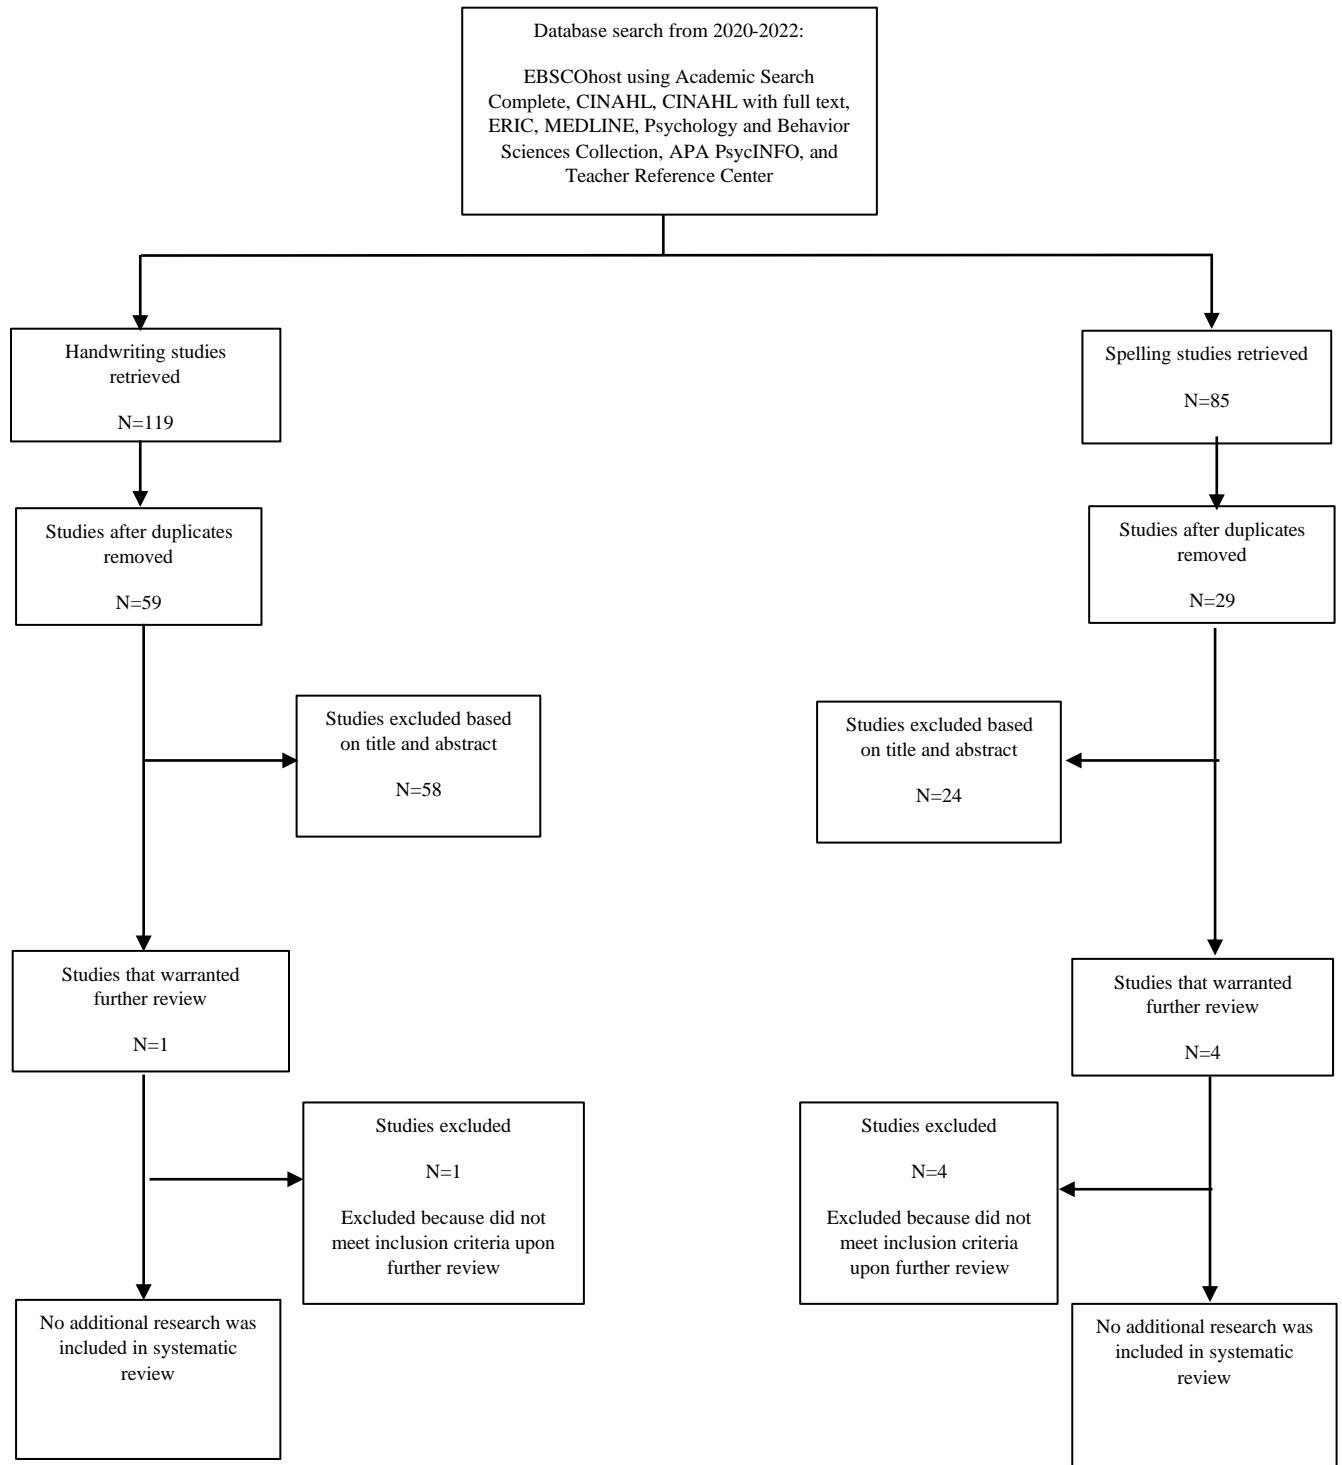 Database search from 2020-2022:
EBSCOhost using Academic Search
Complete, CINAHL, CINAHL with full text,
ERIC, MEDLINE, Psychology and Behavior
Sciences Collection, APA PsycINFO, and
Teacher Reference Center
Handwriting studies
retrieved
N=119
Spelling studies retrieved
N=85
Studies after duplicates
removed
N=59
Studies after duplicates
removed
N=29
Studies excluded based
on title and abstract
N=58
Studies excluded based
on title and abstract
N=24
Studies that warranted
further review
N=1
Studies that warranted
further review
N=4
Studies excluded
N=1
Excluded because did not
meet inclusion criteria upon
further review
Studies excluded
N=4
Excluded because did not
meet inclusion criteria
upon further review
No additional research was
included in systematic
review
No additional research was
included in systematic
review